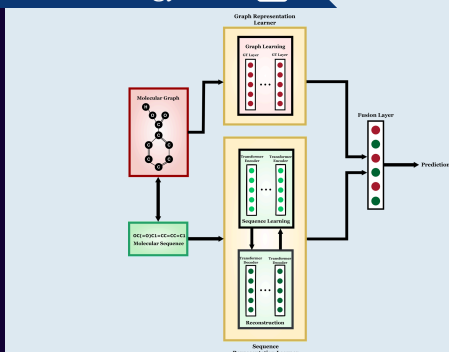 Graph Representation
Learner
Graph Learning
GT Layer
GT Layer
Molecular Graph
H
O
O
C
C
C
C
C
C
C
C
Fusion Layer
Prediction
Transformer
Encoder
Transformer
Encoder
Sequence Learning
OC(=O)C1=CC=CC=C1
Molecular Sequence
Transformer
Decoder
Transformer
Decoder
Reconstruction
Sequence